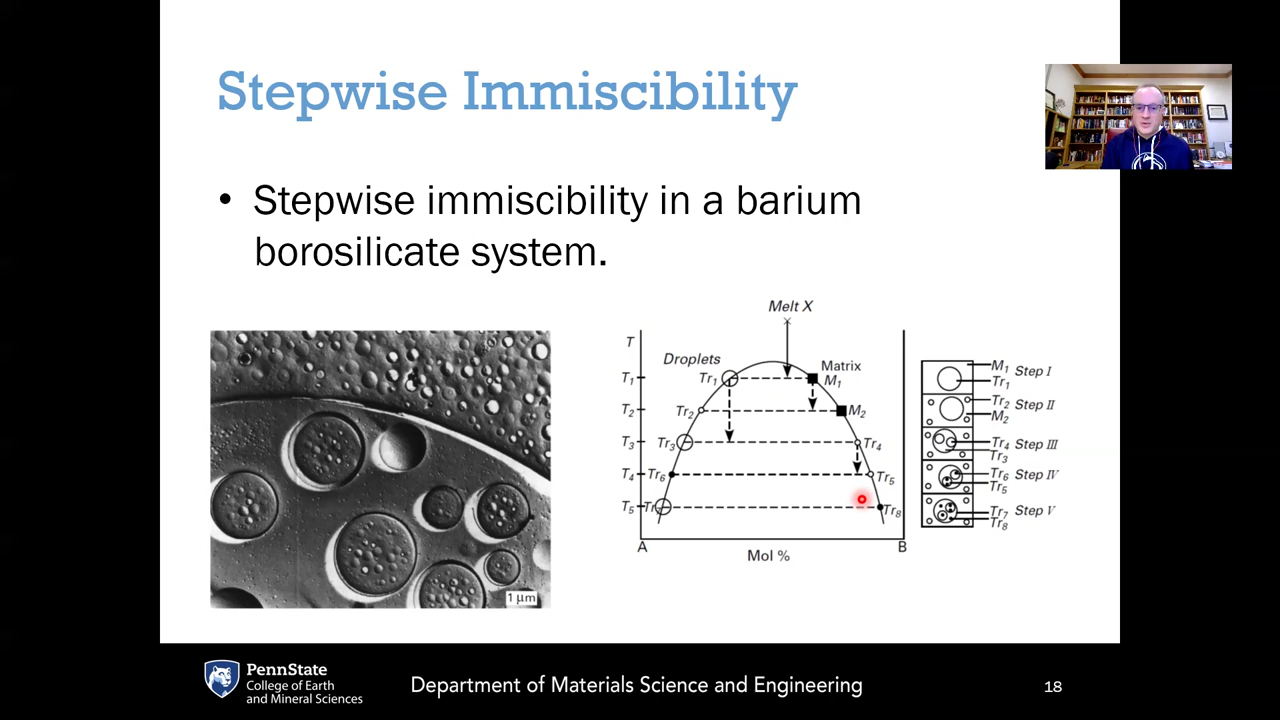 Stepwise Immiscibility
• Stepwise immiscibility in a barium
borosilicate system.
1 μm
Melt X
T
Droplets
Matrix
T1
Tr1
M1
T2
Tr2
M2
T3
Tr3
Tr4
T4
Tr6
Tr5
T5
Tr8
A
B
Mol %
M1
Step I
Tr1
Tr2
Step II
M2
Tr4
Step III
Tr3
Tr6
Step IV
Tr5
Tr7
Step V
Tr8
PennState
College of Earth
and Mineral Sciences
Department of Materials Science and Engineering
18